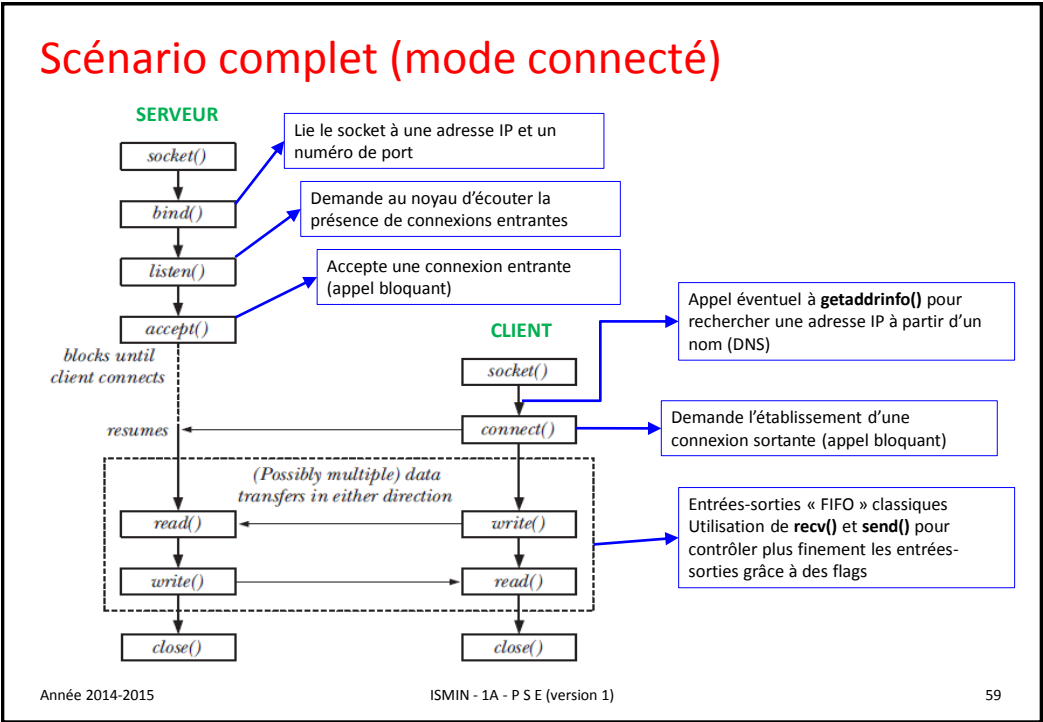 Scénario complet (mode connecté)
SERVEUR
socket()
bind()
listen()
accept()
blocks until
client connects
resumes
Lie le socket à une adresse IP et un
numéro de port
Demande au noyau d'écouter la
présence de connexions entrantes
Accepte une connexion entrante
(appel bloquant)
CLIENT
socket()
connect()
Appel éventuel à getaddrinfo() pour
rechercher une adresse IP à partir d'un
nom (DNS)
Demande l'établissement d'une
connexion sortante (appel bloquant)
(Possibly multiple) data
transfers in either direction
read()
write()
write()
read()
Entrées-sorties « FIFO » classiques
Utilisation de recv() et send() pour
contrôler plus finement les entrées-
sorties grâce à des flags
close()
close()
Année 2014-2015
ISMIN - 1A - P S E (version 1)
59